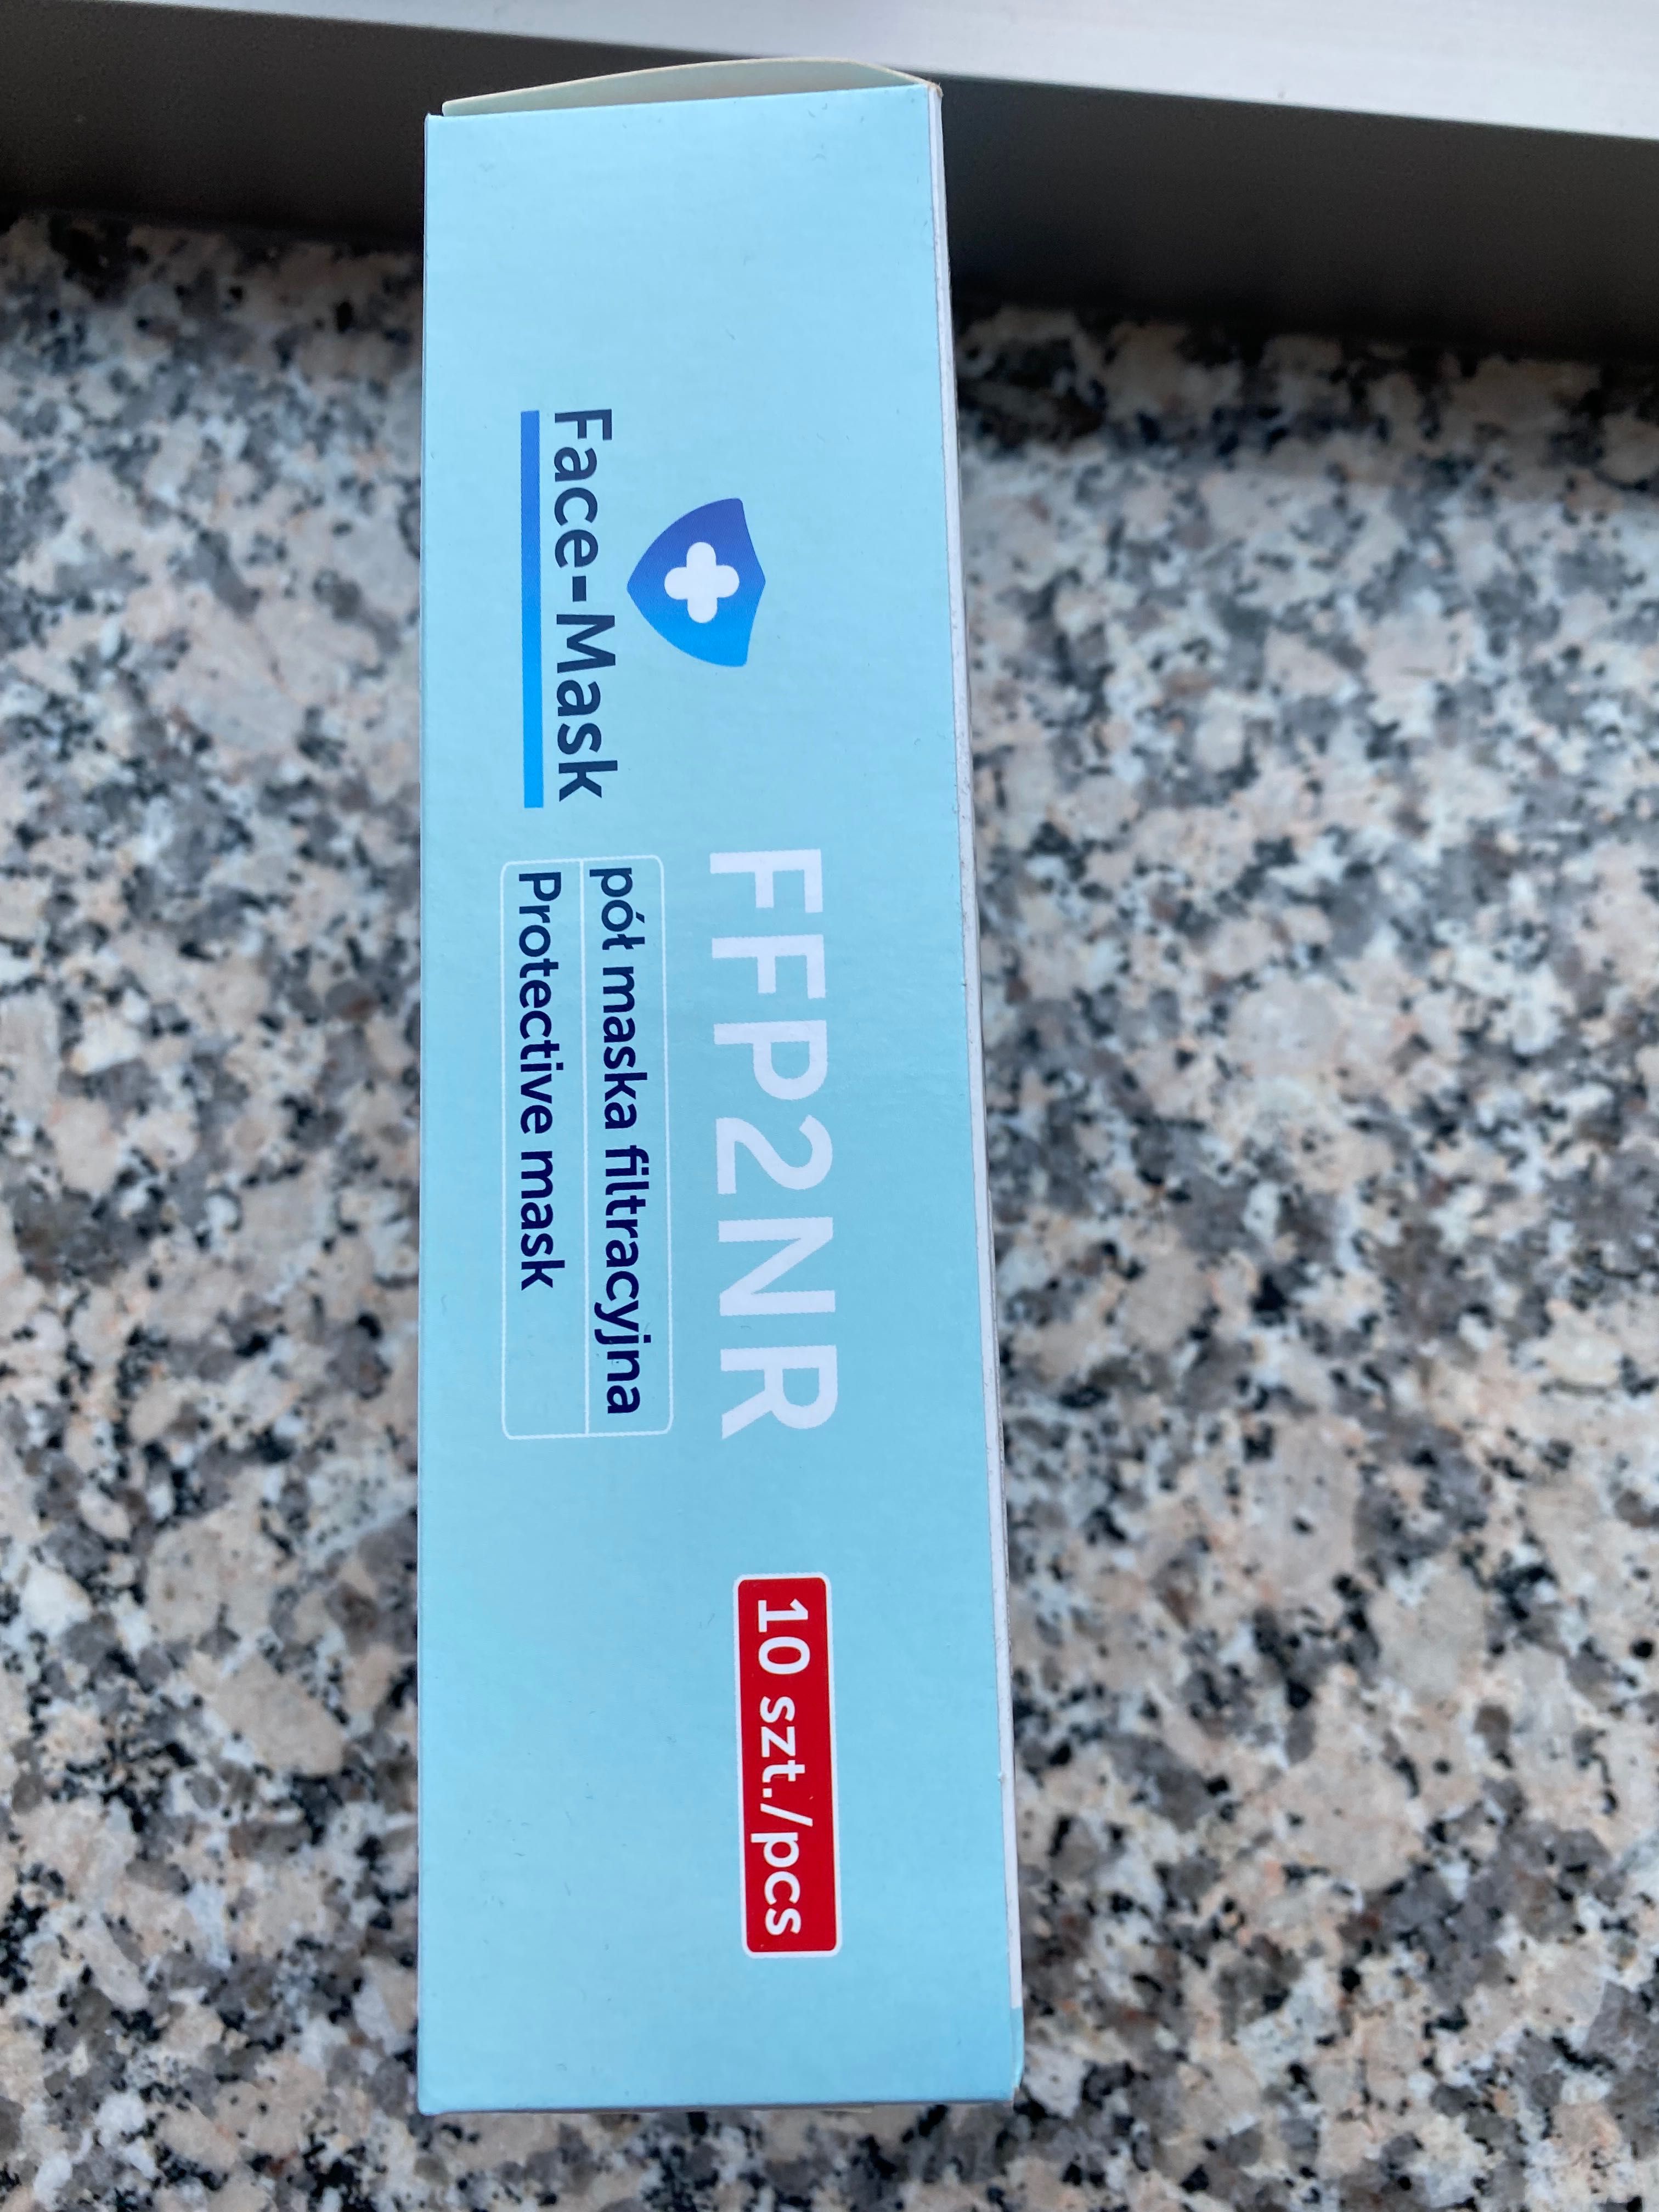 Face-Mask
FFP2NR
pół maska filtracyjna
Protective mask
10 szt./pcs